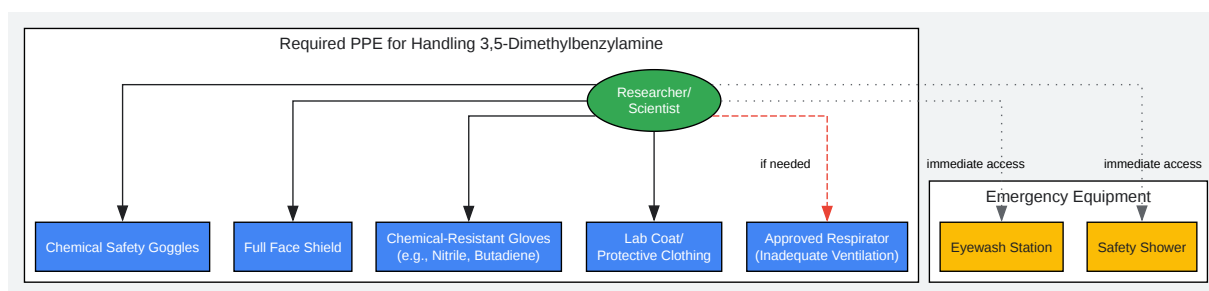 Required PPE for Handling 3,5-Dimethylbenzylamine
Researcher/
Scientist
if needed
immediate access
immediate access
Emergency Equipment
Chemical Safety Goggles
Full Face Shield
Chemical-Resistant Gloves
(e.g., Nitrile, Butadiene)
Lab Coat/
Protective Clothing
Approved Respirator
(Inadequate Ventilation)
Eyewash Station
Safety Shower